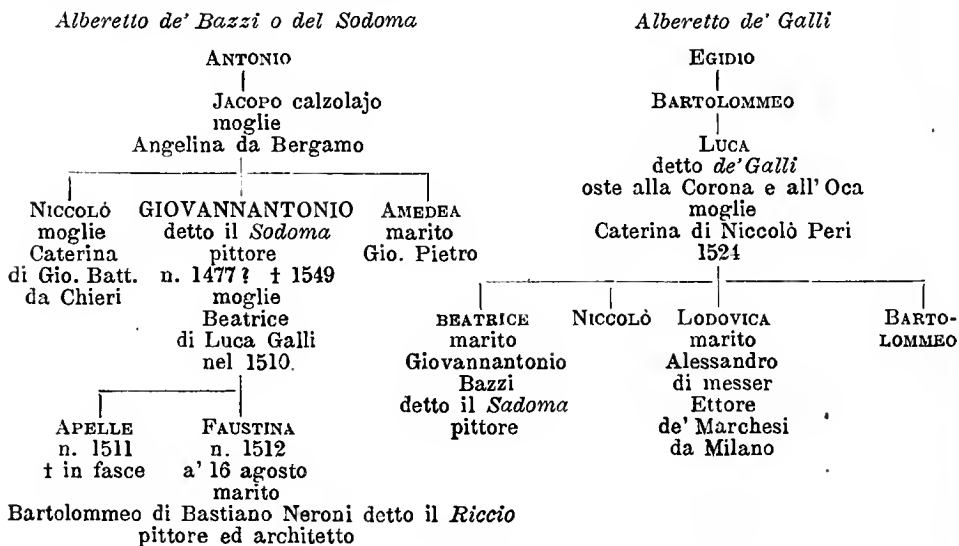 Alberetto de' Bazzi o del Sodoma
ANTONIO
JACOPO calzolajo
moglie
Angelina da Bergamo
NICCOLÓ
moglie
Caterina
di Gio. Batt.
da Chieri
GIOVANNANTONIO
detto il Sodoma
pittore
n. 1477? † 1549
moglie
Beatrice
di Luca Galli
nel 1510.
AMEDEA
marito
Gio. Pietro
APELLE
n. 1511
† in fasce
FAUSTINA
n. 1512
a' 16 agosto
marito
Bartolommeo di Bastiano Neroni detto il Riccio
pittore ed architetto
Alberetto de' Galli
EGIDIO
BARTOLOMMEO
LUCA
detto de' Galli
oste alla Corona e all' Oca
moglie
Caterina di Niccolò Peri
1524
BEATRICE
marito
Giovannantonio
Bazzi
detto il Sadoma
pittore
NICCOLÒ
LODOVICA
marito
Alessandro
di messer
Ettore
de' Marchesi
da Milano
BARTO-
LOMMEO